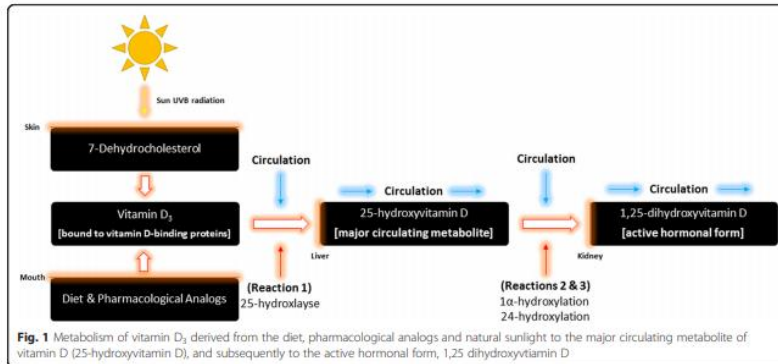 Sun UVB radiation
Skin
7-Dehydrocholesterol
Circulation
Circulation
Circulation
Circulation
Vitamin D₃
[bound to vitamin D-binding proteins]
25-hydroxyvitamin D
[major circulating metabolite]
1,25-dihydroxyvitamin D
[active hormonal form]
Liver
Kidney
Mouth
Diet & Pharmacological Analogs
(Reaction 1)
25-hydroxlayse
(Reactions 2 & 3)
1α-hydroxylation
24-hydroxylation
Fig. 1 Metabolism of vitamin D₃ derived from the diet, pharmacological analogs and natural sunlight to the major circulating metabolite of
vitamin D (25-hydroxyvitamin D), and subsequently to the active hormonal form, 1,25 dihydroxyvtiamin D